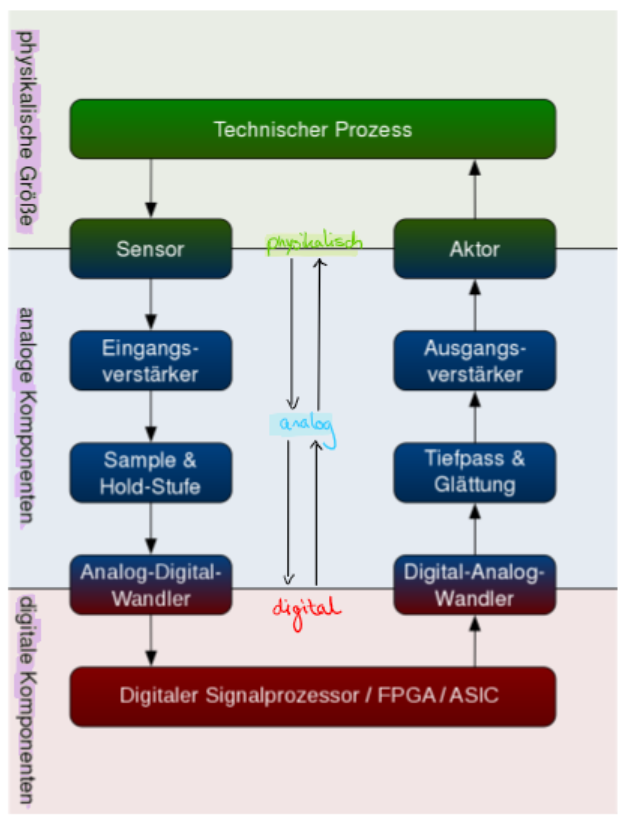 physikalische Größe
Technischer Prozess
Sensor
physikalisch
Aktor
analoge Komponenten
Eingangs-
verstärker
Ausgangs-
verstärker
analog
Sample &
Hold-Stufe
Tiefpass &
Glättung
Analog-Digital-
Wandler
digital
Digital-Analog-
Wandler
digitale Komponenten
Digitaler Signalprozessor / FPGA / ASIC